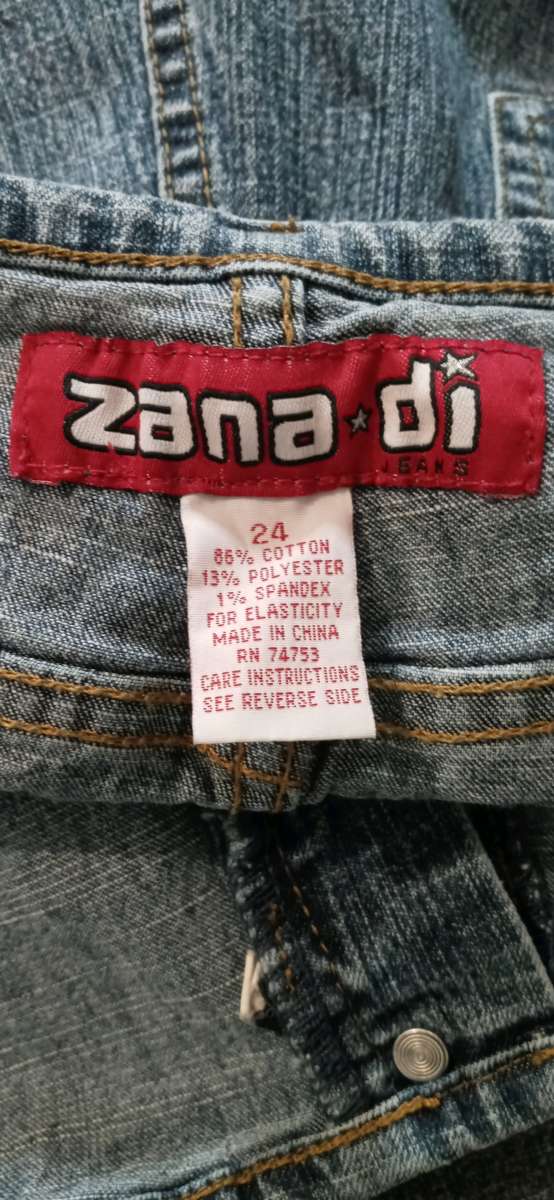 zana di
JEANS
24
86% COTTON
13% POLYESTER
1% SPANDEX
FOR ELASTICITY
MADE IN CHINA
RN 74753
CARE INSTRUCTIONS
SEE REVERSE SIDE